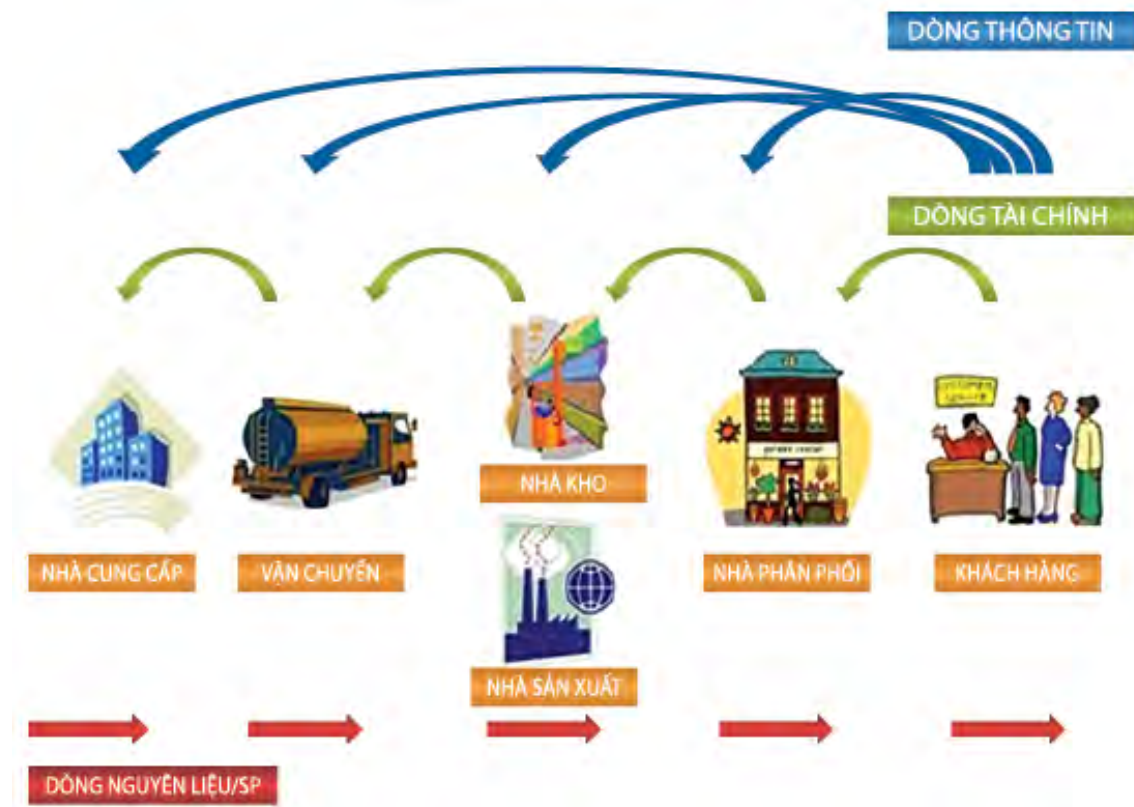 DÒNG THÔNG TIN
DÒNG TÀI CHÍNH
NHÀ KHO
NHÀ CUNG CẤP
VẬN CHUYỂN
NHÀ PHÂN PHỐI
KHÁCH HÀNG
NHÀ SẢN XUẤT
DÒNG NGUYÊN LIỆU/SP